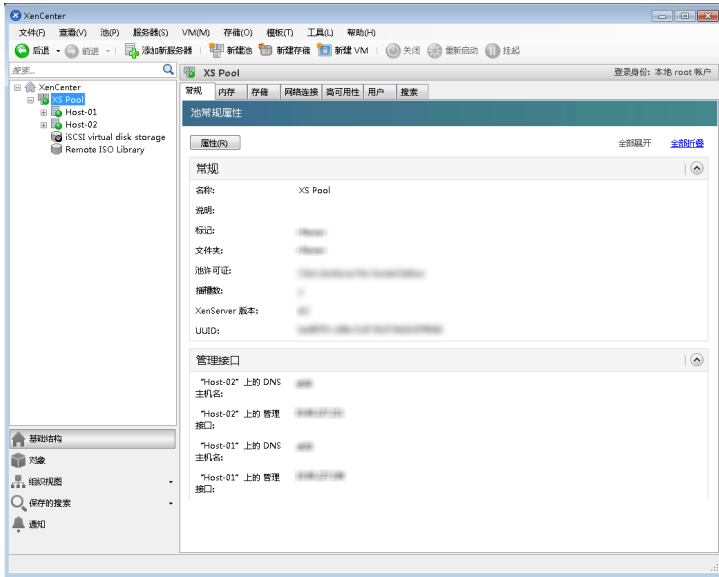 XenCenter
文件(F) 查看(V) 池(P) 服务器(S) VM(M) 存储(O) 模板(T) 工具(L) 帮助(H)
后退 前进 添加新服务器 新建池 新建存储 新建 VM 关闭 重新启动 挂起
搜索...
XS Pool
登录身份: 本地 root 帐户
XenCenter
XS Pool
Host-01
Host-02
iSCSI virtual disk storage
Remote ISO Library
常规 内存 存储 网络连接 高可用性 用户 搜索
池常规属性
属性(R)
全部展开 全部折叠
常规
名称: XS Pool
说明:
标记:
文件夹:
池许可证:
插槽数:
XenServer 版本:
UUID:
管理接口
“Host-02” 上的 DNS
主机名:
“Host-02” 上的 管理
接口:
“Host-01” 上的 DNS
主机名:
“Host-01” 上的 管理
接口:
基础结构
对象
组织视图
保存的搜索
通知